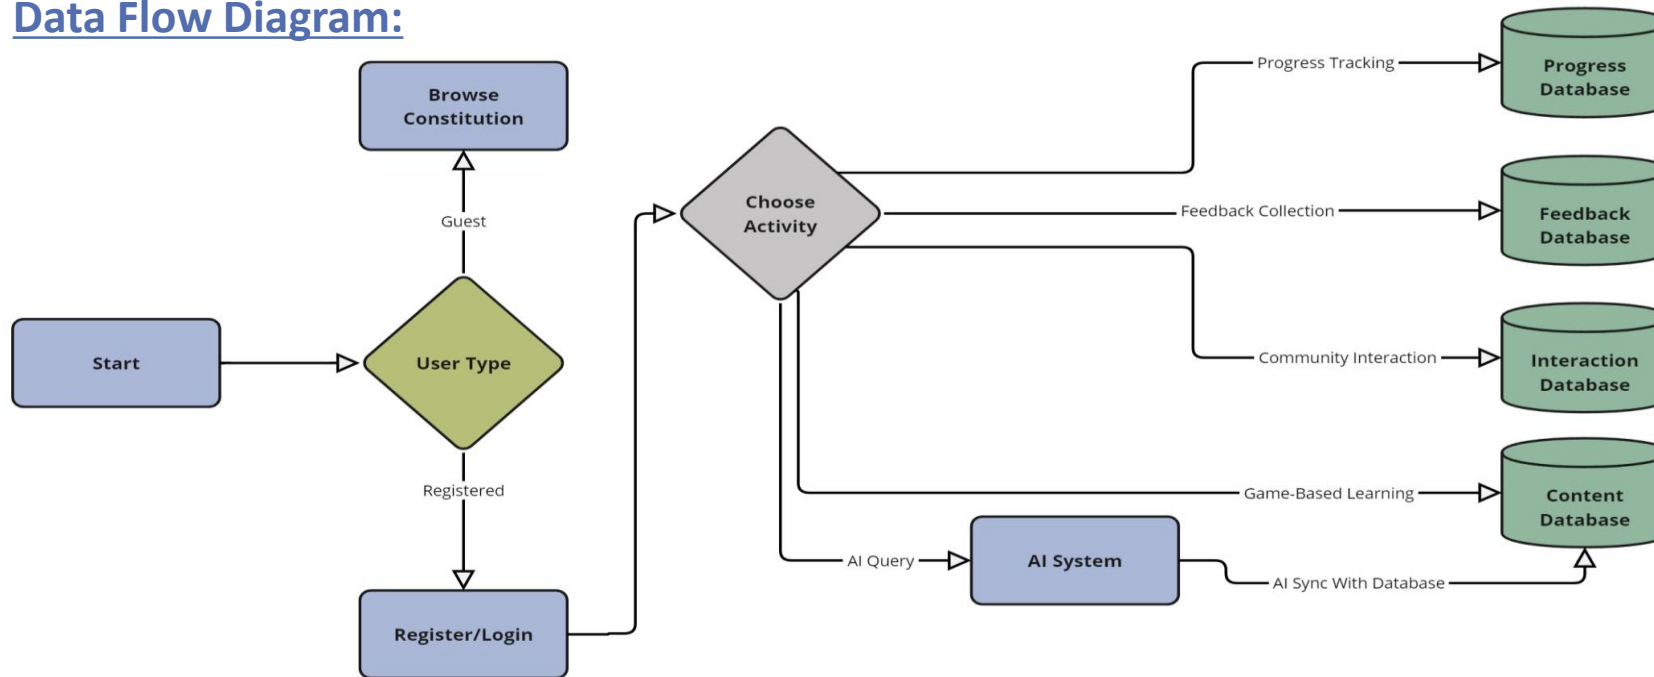 Data Flow Diagram:
Browse
Constitution
Guest
Start
User Type
Registered
Register/Login
Choose
Activity
Progress Tracking
Progress
Database
Feedback Collection
Feedback
Database
Community Interaction
Interaction
Database
Game-Based Learning
Content
Database
AI Query
AI System
AI Sync With Database